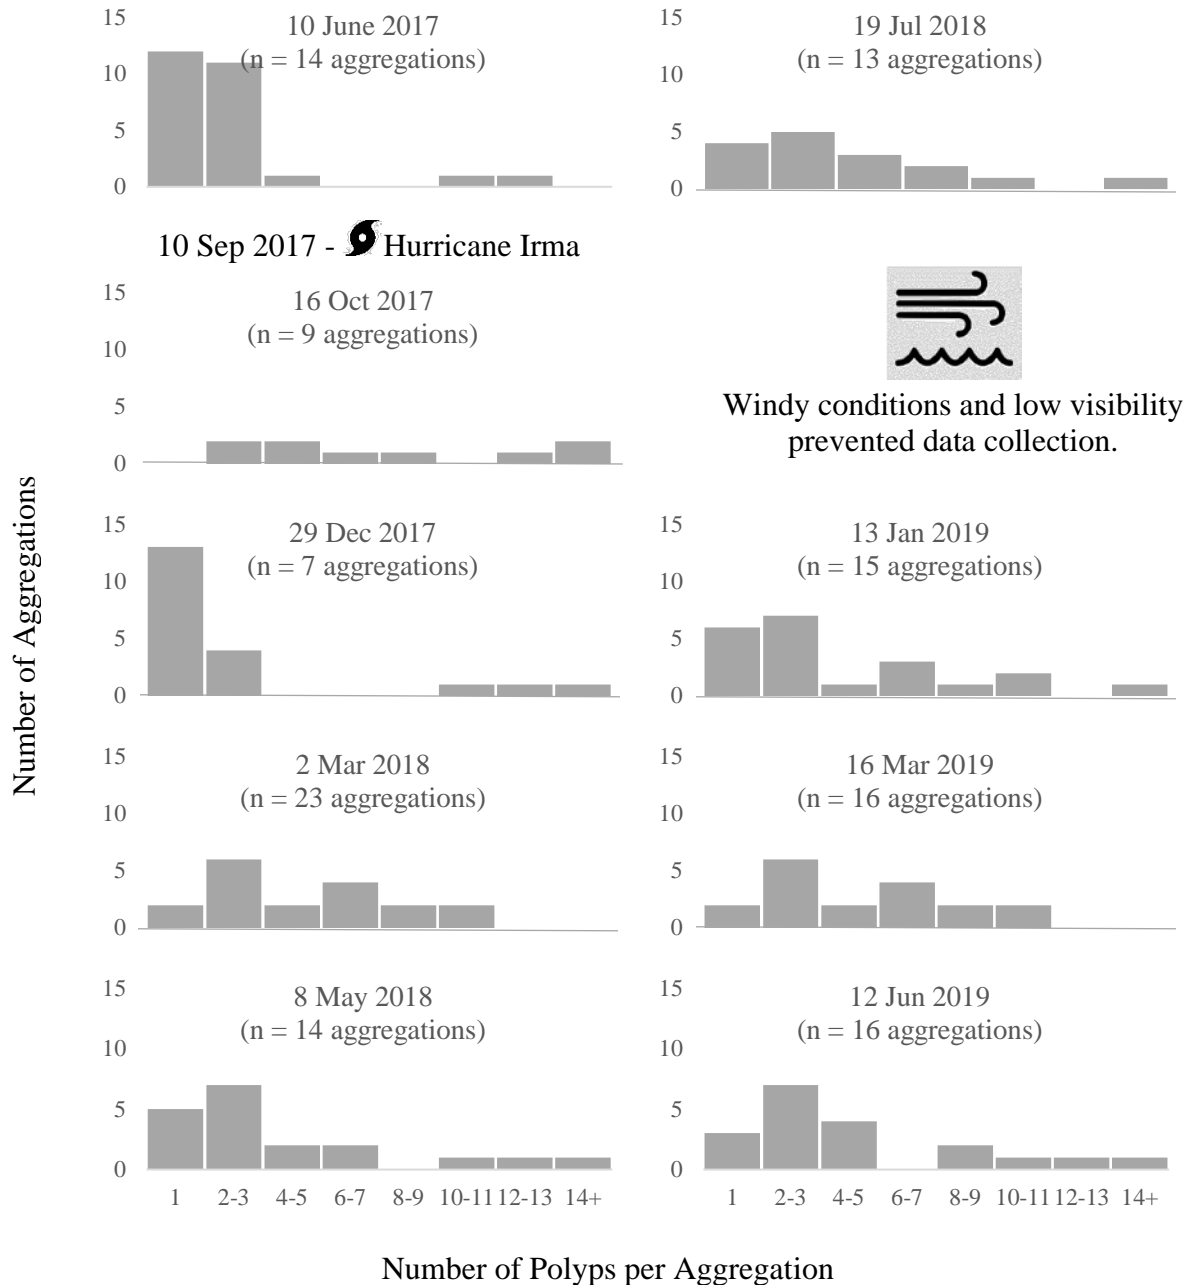 Number of Aggregations
15
10
5
0
10 June 2017
(n = 14 aggregations)
10 Sep 2017 - Hurricane Irma
15
10
5
0
16 Oct 2017
(n = 9 aggregations)
15
10
5
0
29 Dec 2017
(n = 7 aggregations)
15
10
5
0
2 Mar 2018
(n = 23 aggregations)
15
10
5
0
8 May 2018
(n = 14 aggregations)
1 2-3 4-5 6-7 8-9 10-11 12-13 14+
15
10
5
0
19 Jul 2018
(n = 13 aggregations)
Windy conditions and low visibility
prevented data collection.
15
10
5
0
13 Jan 2019
(n = 15 aggregations)
15
10
5
0
16 Mar 2019
(n = 16 aggregations)
15
10
5
0
12 Jun 2019
(n = 16 aggregations)
1 2-3 4-5 6-7 8-9 10-11 12-13 14+
Number of Polyps per Aggregation